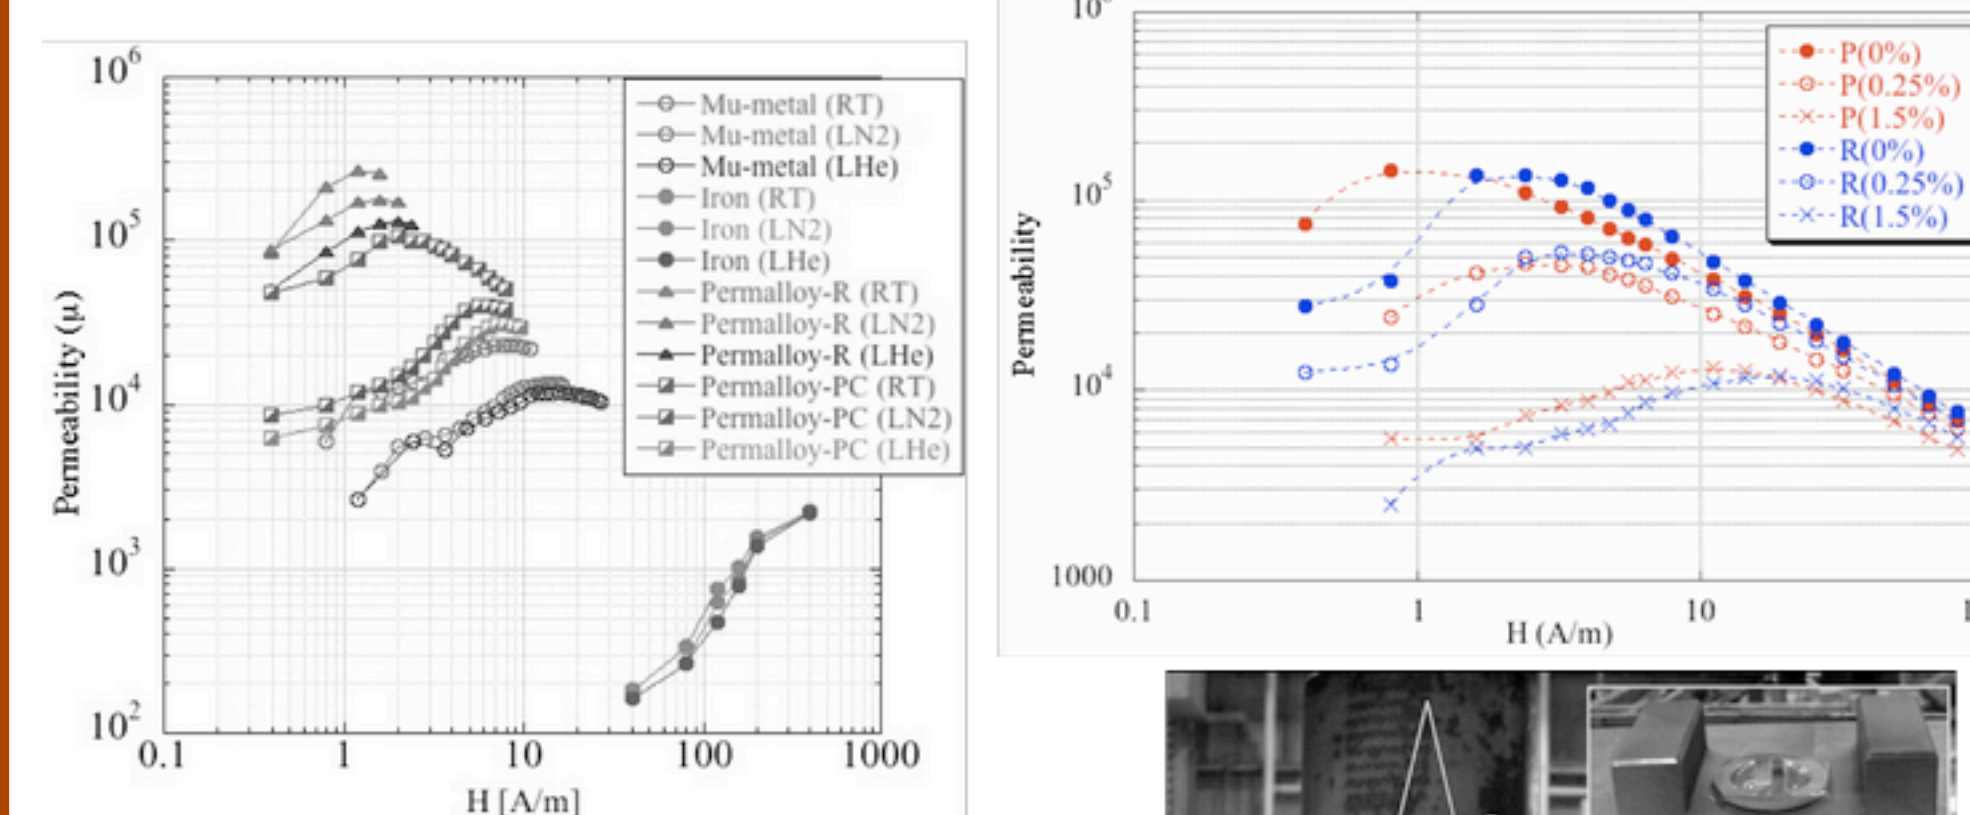 10^6
10^5
10^4
10^3
10^2
Permeability (µ)
0.1 1 10 100 1000
H [A/m]
Mu-metal (RT)
Mu-metal (LN2)
Mu-metal (LHe)
Iron (RT)
Iron (LN2)
Iron (LHe)
Permalloy-R (RT)
Permalloy-R (LN2)
Permalloy-R (LHe)
Permalloy-PC (RT)
Permalloy-PC (LN2)
Permalloy-PC (LHe)
10^5
10^4
1000
Permeability
0.1 1 10
H (A/m)
P(0%)
P(0.25%)
P(1.5%)
R(0%)
R(0.25%)
R(1.5%)